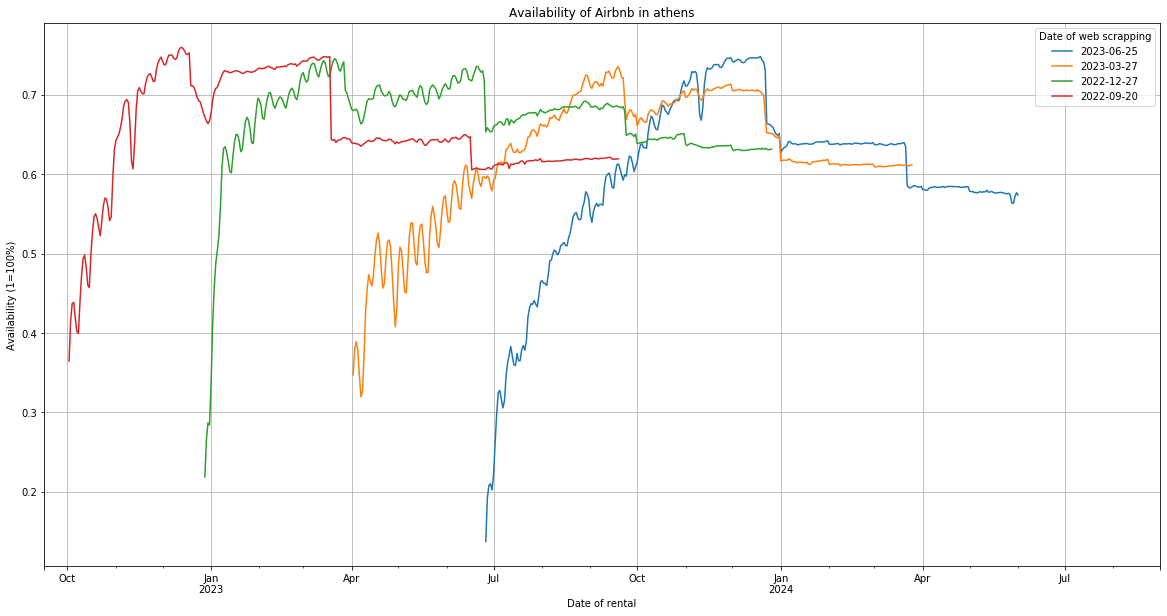 Availability of Airbnb in athens
Date of web scrapping
2023-06-25
2023-03-27
2022-12-27
2022-09-20
Availability (1=100%)
0.7
0.6
0.5
0.4
0.3
0.2
Oct Jan Apr Jul Oct Jan Apr Jul
2023 2024
Date of rental